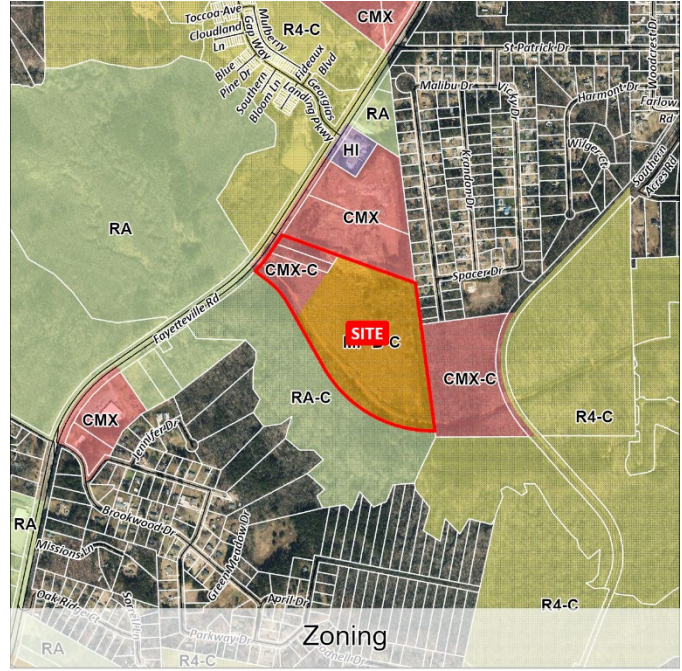 Toccoa Ave
Cloudland
Ln
Mulberry
Gap Way
R4-C
CMX
Blue
Pine Dr
Southern
Bloom Ln
Fideaux
Blvd
Georgias
Landing Pkwy
RA
HI
St Patrick Dr
Malibu Dr
Vicky Dr
Krandon Dr
Harmont Dr
Woodcrest Dr
Farlow
Rd
Wilger Ct
Southern
Acres Rd
RA
CMX
Spacer Dr
CMX-C
Fayetteville Rd
SITE
CMX-C
RA-C
R4-C
CMX
Jennifer Dr
RA
Brookwood Dr
Missions Ln
Green Meadow Dr
Oak Ridge Ct
April Dr
R4-C
Zoning
RA
Parkway Dr
R4-C